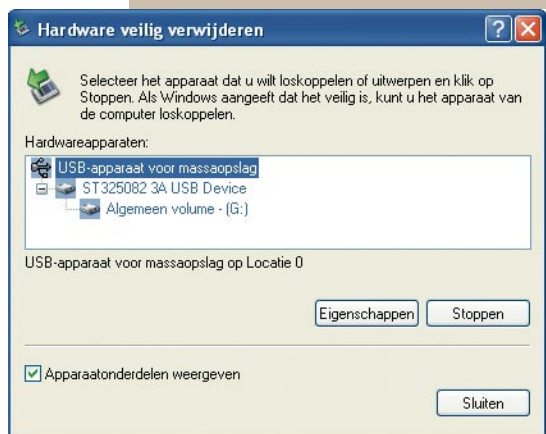 Hardware veilig verwijderen
Selecteer het apparaat dat u wilt loskoppelen of uitwerpen en klik op
Stoppen. Als Windows aangeeft dat het veilig is, kunt u het apparaat van
de computer loskoppelen.
Hardwareapparaten:
USB-apparaat voor massaopslag
ST325082 3A USB Device
Algemeen volume - (G:)
USB-apparaat voor massaopslag op Locatie 0
Eigenschappen Stoppen
Apparaatonderdelen weergeven
Sluiten